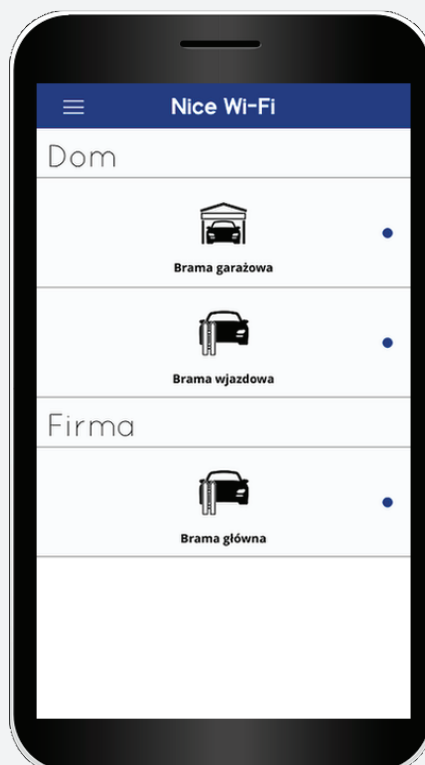 Nice Wi-Fi
Dom
Brama garażowa
Brama wjazdowa
Firma
Brama główna